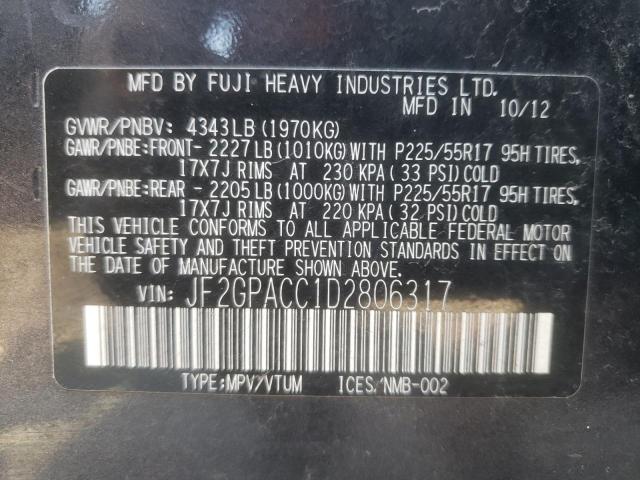 MFD BY FUJI HEAVY INDUSTRIES LTD.
MFD IN 10/12
GVWR/PNBV: 4343LB (1970KG)
GAWR/PNBE:FRONT- 2227LB (1010KG) WITH P225/55R17 95H TIRES,
17X7J RIMS AT 230 KPA (33 PSI) COLD
GAWR/PNBE:REAR - 2205LB (1000KG) WITH P225/55R17 95H TIRES,
17X7J RIMS AT 220 KPA (32 PSI) COLD
THIS VEHICLE CONFORMS TO ALL APPLICABLE FEDERAL MOTOR
VEHICLE SAFETY AND THEFT PREVENTION STANDARDS IN EFFECT ON
THE DATE OF MANUFACTURE SHOWN ABOVE.
VIN: JF2GPACC1D2806317
TYPE:MPV/VTUM ICES/NMB-002